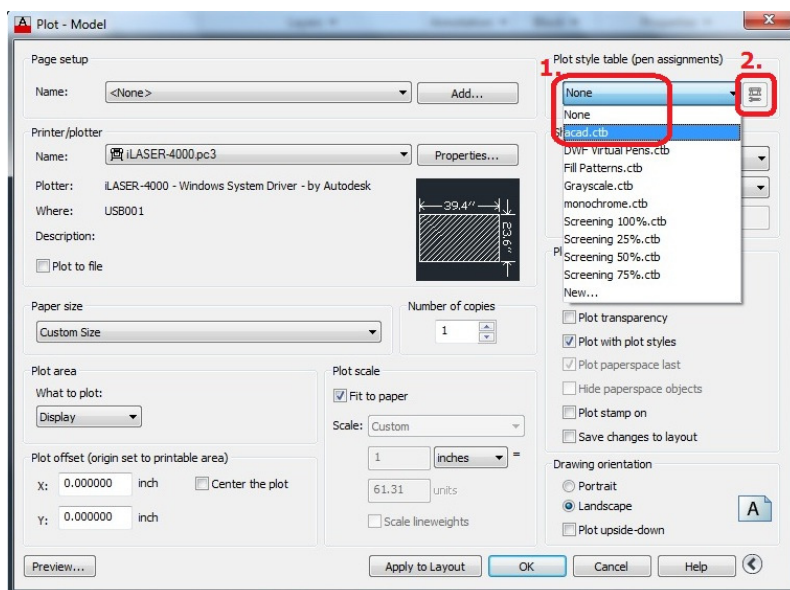 Plot - Model
Page setup
Name:
<None>
Add...
Printer/plotter
Name:
iLASER-4000.pc3
Properties...
Plotter:
iLASER-4000 - Windows System Driver - by Autodesk
Where:
USB001
Description:
Plot to file
39.4''
23.6''
Paper size
Custom Size
Number of copies
1
Plot area
What to plot:
Display
Plot offset (origin set to printable area)
X:
0.000000
inch
Center the plot
Y:
0.000000
inch
Plot scale
Fit to paper
Scale:
Custom
1
inches
=
61.31
units
Scale lineweights
Plot style table (pen assignments)
1.
2.
None
None
acad.ctb
DWF Virtual Pens.ctb
Fill Patterns.ctb
Grayscale.ctb
monochrome.ctb
Screening 100%.ctb
Screening 25%.ctb
Screening 50%.ctb
Screening 75%.ctb
New...
Plot transparency
Plot with plot styles
Plot paperspace last
Hide paperspace objects
Plot stamp on
Save changes to layout
Drawing orientation
Portrait
Landscape
Plot upside-down
A
Preview...
Apply to Layout
OK
Cancel
Help